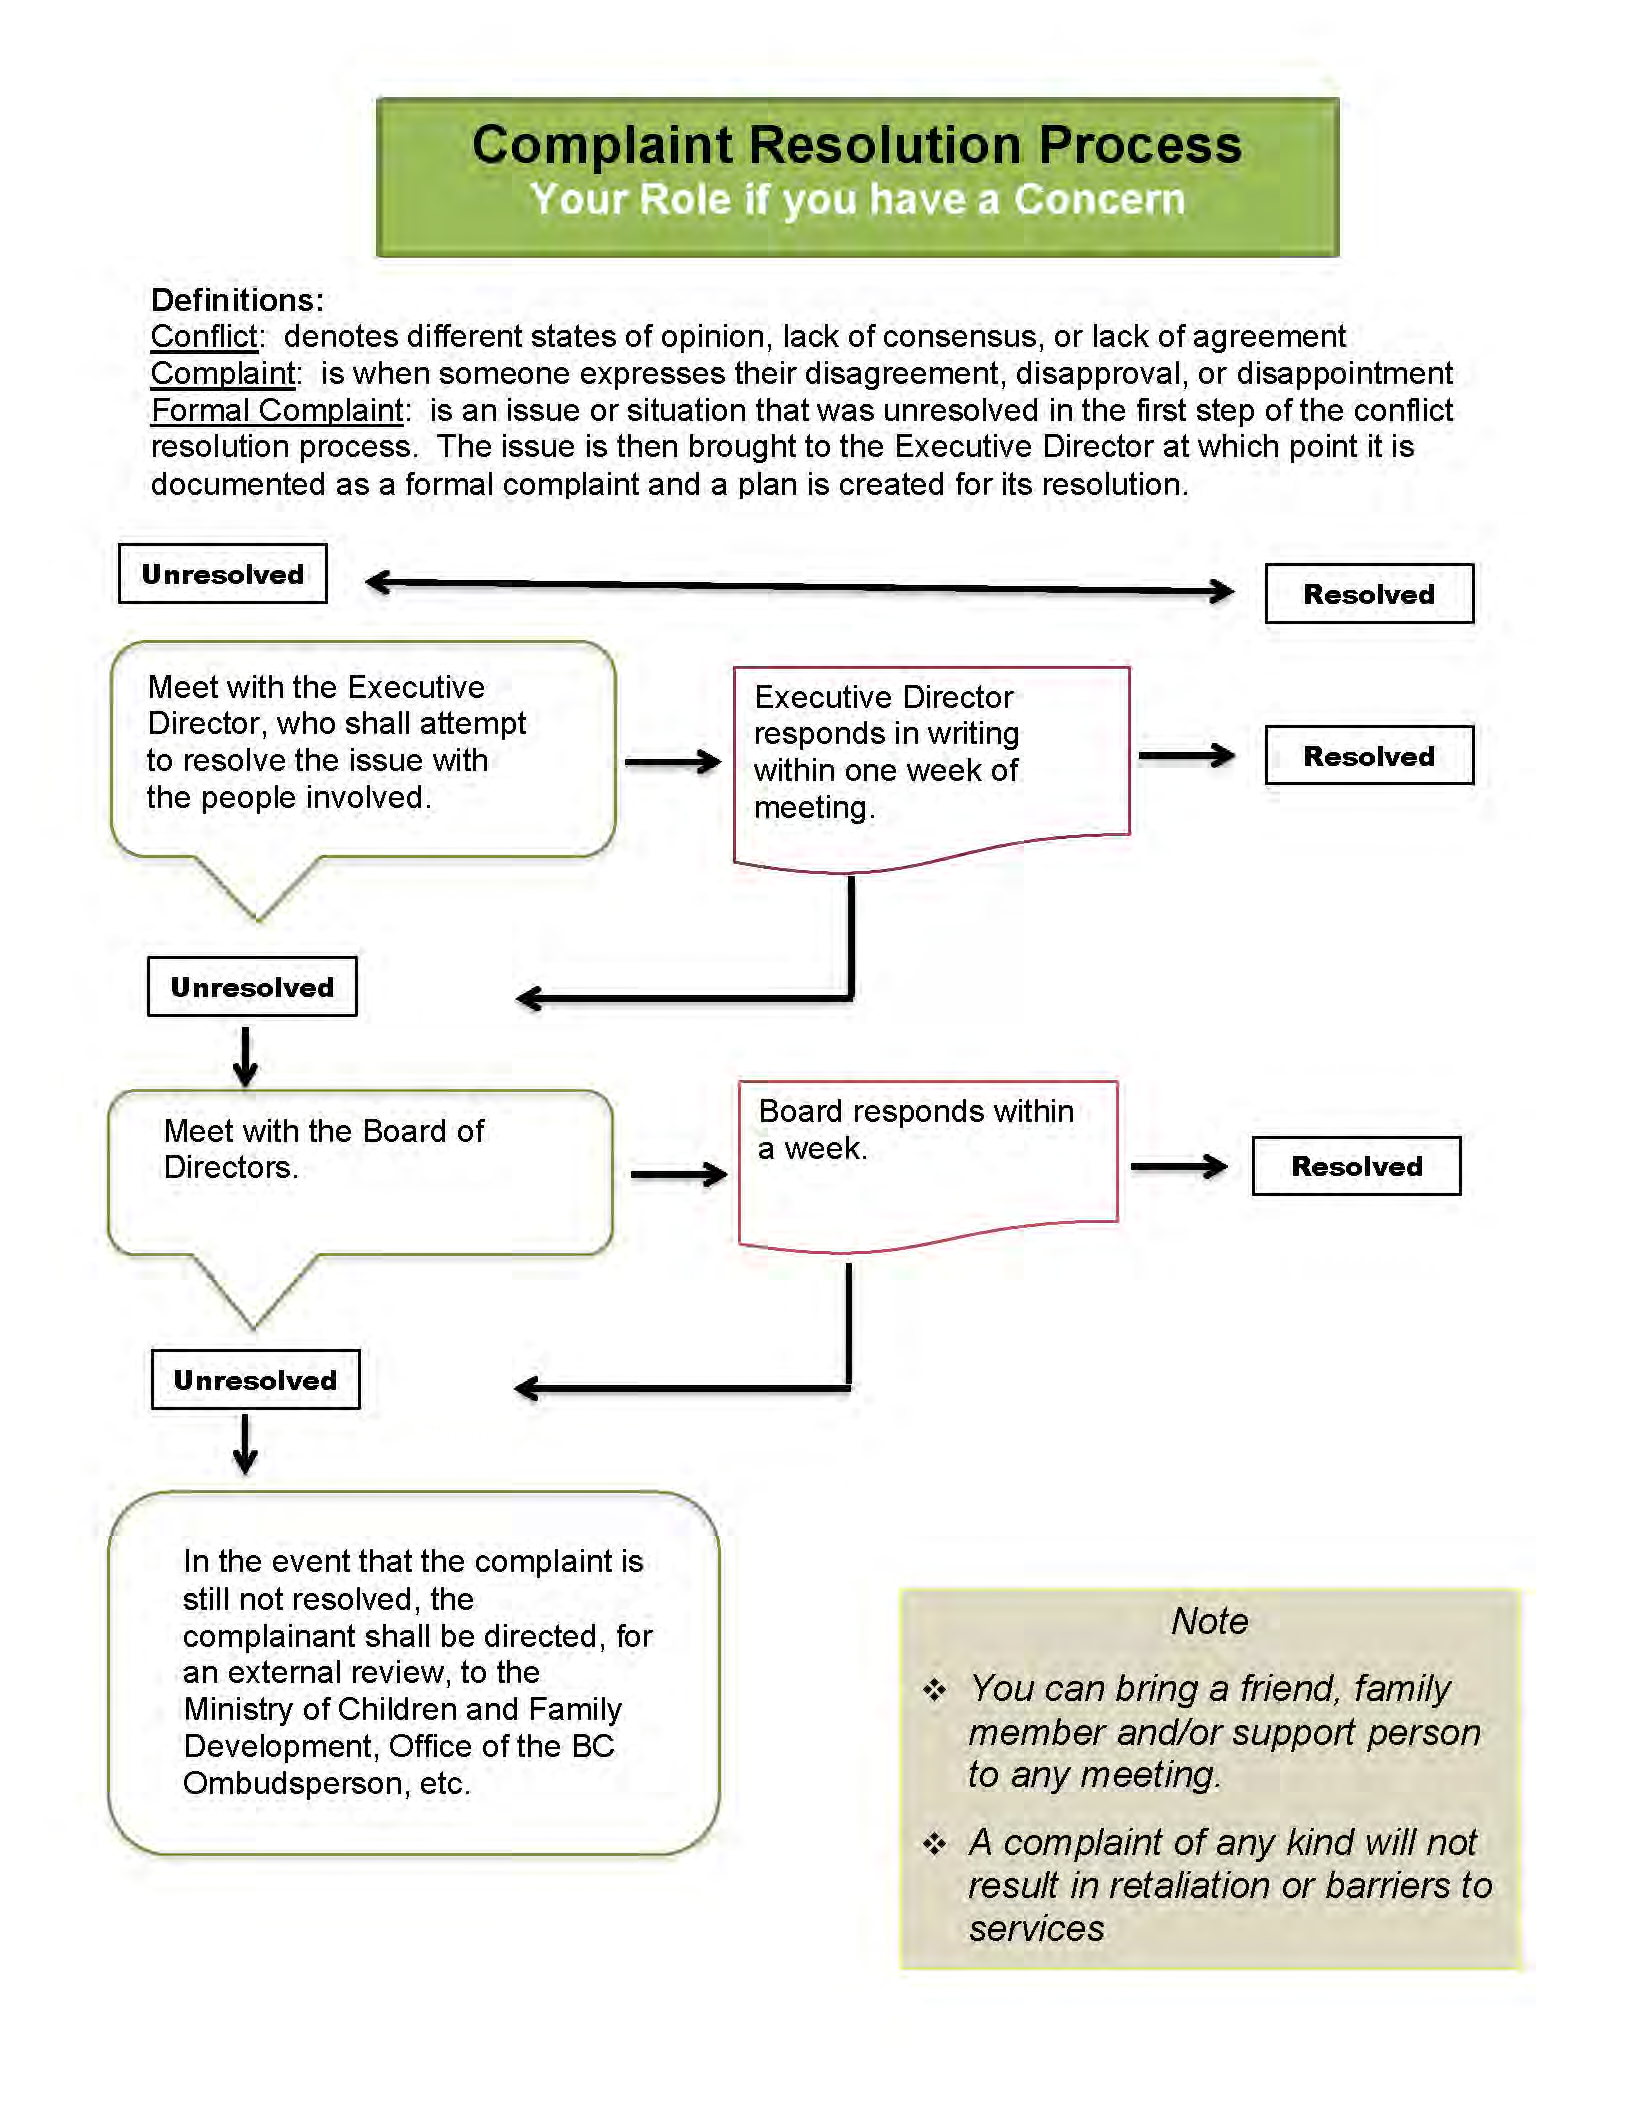 Complaint Resolution Process
Your Role if you have a Concern
Definitions:
Conflict:  denotes different states of opinion, lack of consensus, or lack of agreement
Complaint:  is when someone expresses their disagreement, disapproval, or disappointment
Formal Complaint:  is an issue or situation that was unresolved in the first step of the conflict
resolution process.  The issue is then brought to the Executive Director at which point it is
documented as a formal complaint and a plan is created for its resolution.
Unresolved
Resolved
Meet with the Executive
Director, who shall attempt
to resolve the issue with
the people involved.
Executive Director
responds in writing
within one week of
meeting.
Resolved
Unresolved
Meet with the Board of
Directors.
Board responds within
a week.
Resolved
Unresolved
In the event that the complaint is
still not resolved, the
complainant shall be directed, for
an external review, to the
Ministry of Children and Family
Development, Office of the BC
Ombudsperson, etc.
Note
❖ You can bring a friend, family
member and/or support person
to any meeting.
❖ A complaint of any kind will not
result in retaliation or barriers to
services